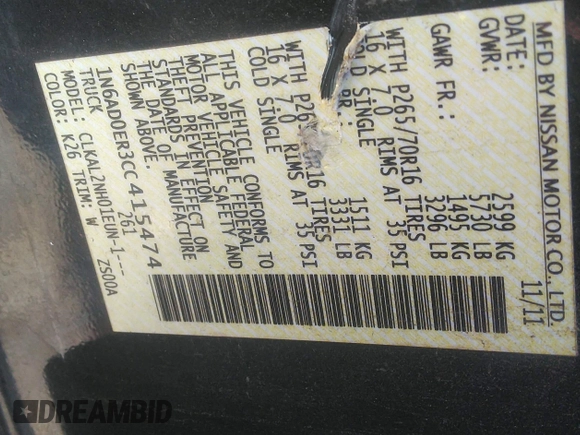 MFD BY NISSAN MOTOR CO., LTD.
DATE: 11/11
GVWR: 2599 KG
5730 LB
GAWR FR.: 1495 KG
3296 LB
WITH P265/70R16 TIRES
16 X 7.0 RIMS AT 35 PSI
COLD SINGLE
RR.: 1511 KG
3331 LB
WITH P26 R16 TIRES
16 X 7.0 RIMS AT 35 PSI
COLD SINGLE
THIS VEHICLE CONFORMS TO
ALL APPLICABLE FEDERAL
MOTOR VEHICLE SAFETY AND
THEFT PREVENTION
STANDARDS IN EFFECT ON
THE DATE OF MANUFACTURE
SHOWN ABOVE.
1N6AD0ER3CC415474
TRUCK 261
MODEL: CLKAL2NH01EUN-1----
COLOR: K26 TRIM: W ZS00A
DREAMBID